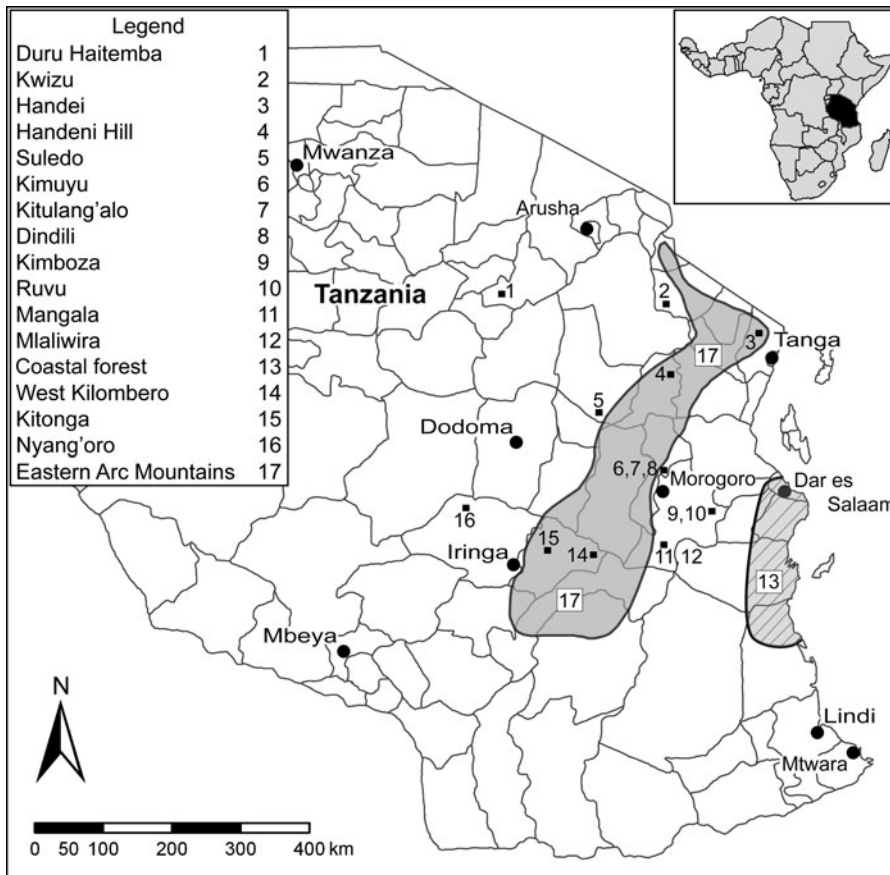 Legend
Duru Haitemba 1
Kwizu 2
Handei 3
Handeni Hill 4
Suledo 5
Kimuyu 6
Kitulang'alo 7
Dindili 8
Kimboza 9
Ruvu 10
Mangala 11
Mlaliwira 12
Coastal forest 13
West Kilombero 14
Kitonga 15
Nyang'oro 16
Eastern Arc Mountains 17
Mwanza
Arusha
Tanzania
1
2
3
Tanga
17
4
5
Dodoma
6,7,8
Morogoro
Dar es
Salaam
9,10
16
15
14
11,12
Iringa
13
17
Mbeya
N
Lindi
Mtwara
0 50 100 200 300 400 km